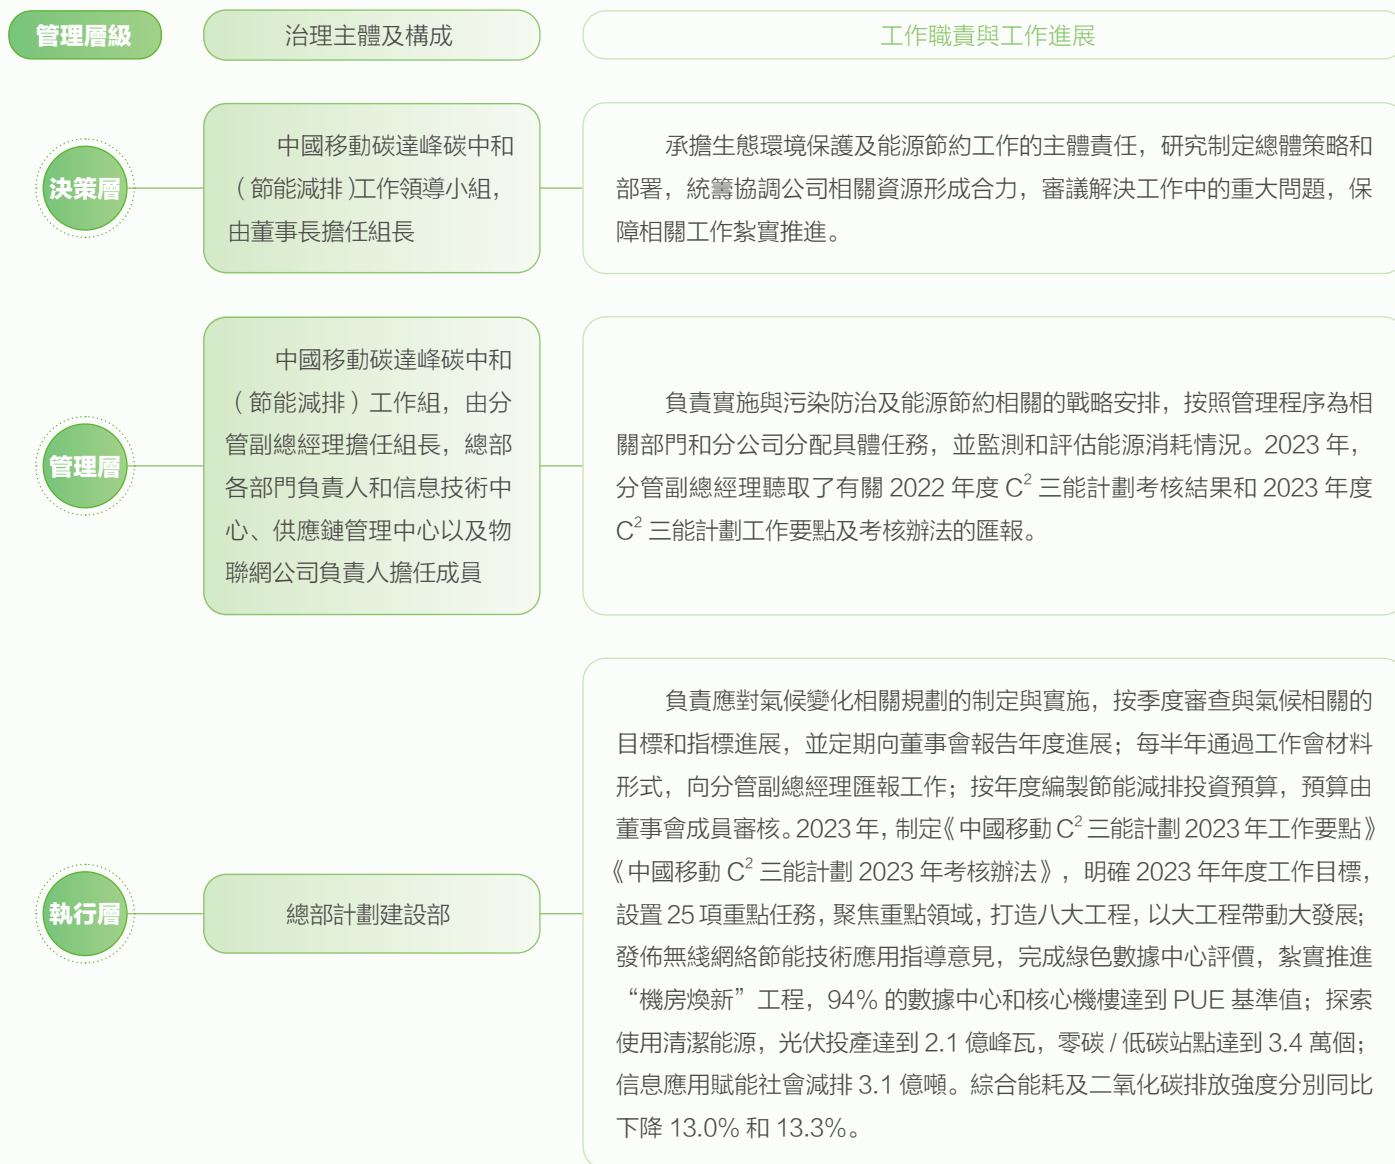 管理層級
治理主體及構成
工作職責與工作進展
決策層
中國移動碳達峰碳中和
（節能減排）工作領導小組，
由董事長擔任組長
承擔生態環境保護及能源節約工作的主體責任，研究制定總體策略和
部署，統籌協調公司相關資源形成合力，審議解決工作中的重大問題，保
障相關工作紮實推進。
管理層
中國移動碳達峰碳中和
（節能減排）工作組，由分
管副總經理擔任組長，總部
各部門負責人和信息技術中
心、供應鏈管理中心以及物
聯網公司負責人擔任成員
負責實施與污染防治及能源節約相關的戰略安排，按照管理程序為相
關部門和分公司分配具體任務，並監測和評估能源消耗情況。2023 年，
分管副總經理聽取了有關 2022 年度 C² 三能計劃考核結果和 2023 年度
C² 三能計劃工作要點及考核辦法的匯報。
執行層
總部計劃建設部
負責應對氣候變化相關規劃的制定與實施，按季度審查與氣候相關的
目標和指標進展，並定期向董事會報告年度進展；每半年通過工作會材料
形式，向分管副總經理匯報工作；按年度編製節能減排投資預算，預算由
董事會成員審核。2023 年，制定《中國移動 C² 三能計劃 2023 年工作要點》
《中國移動 C² 三能計劃 2023 年考核辦法》，明確 2023 年年度工作目標，
設置 25 項重點任務，聚焦重點領域，打造八大工程，以大工程帶動大發展；
發佈無綫網絡節能技術應用指導意見，完成綠色數據中心評價，紮實推進
“機房煥新”工程，94% 的數據中心和核心機樓達到 PUE 基準值；探索
使用清潔能源，光伏投產達到 2.1 億峰瓦，零碳 / 低碳站點達到 3.4 萬個；
信息應用賦能社會減排 3.1 億噸。綜合能耗及二氧化碳排放強度分別同比
下降 13.0% 和 13.3%。